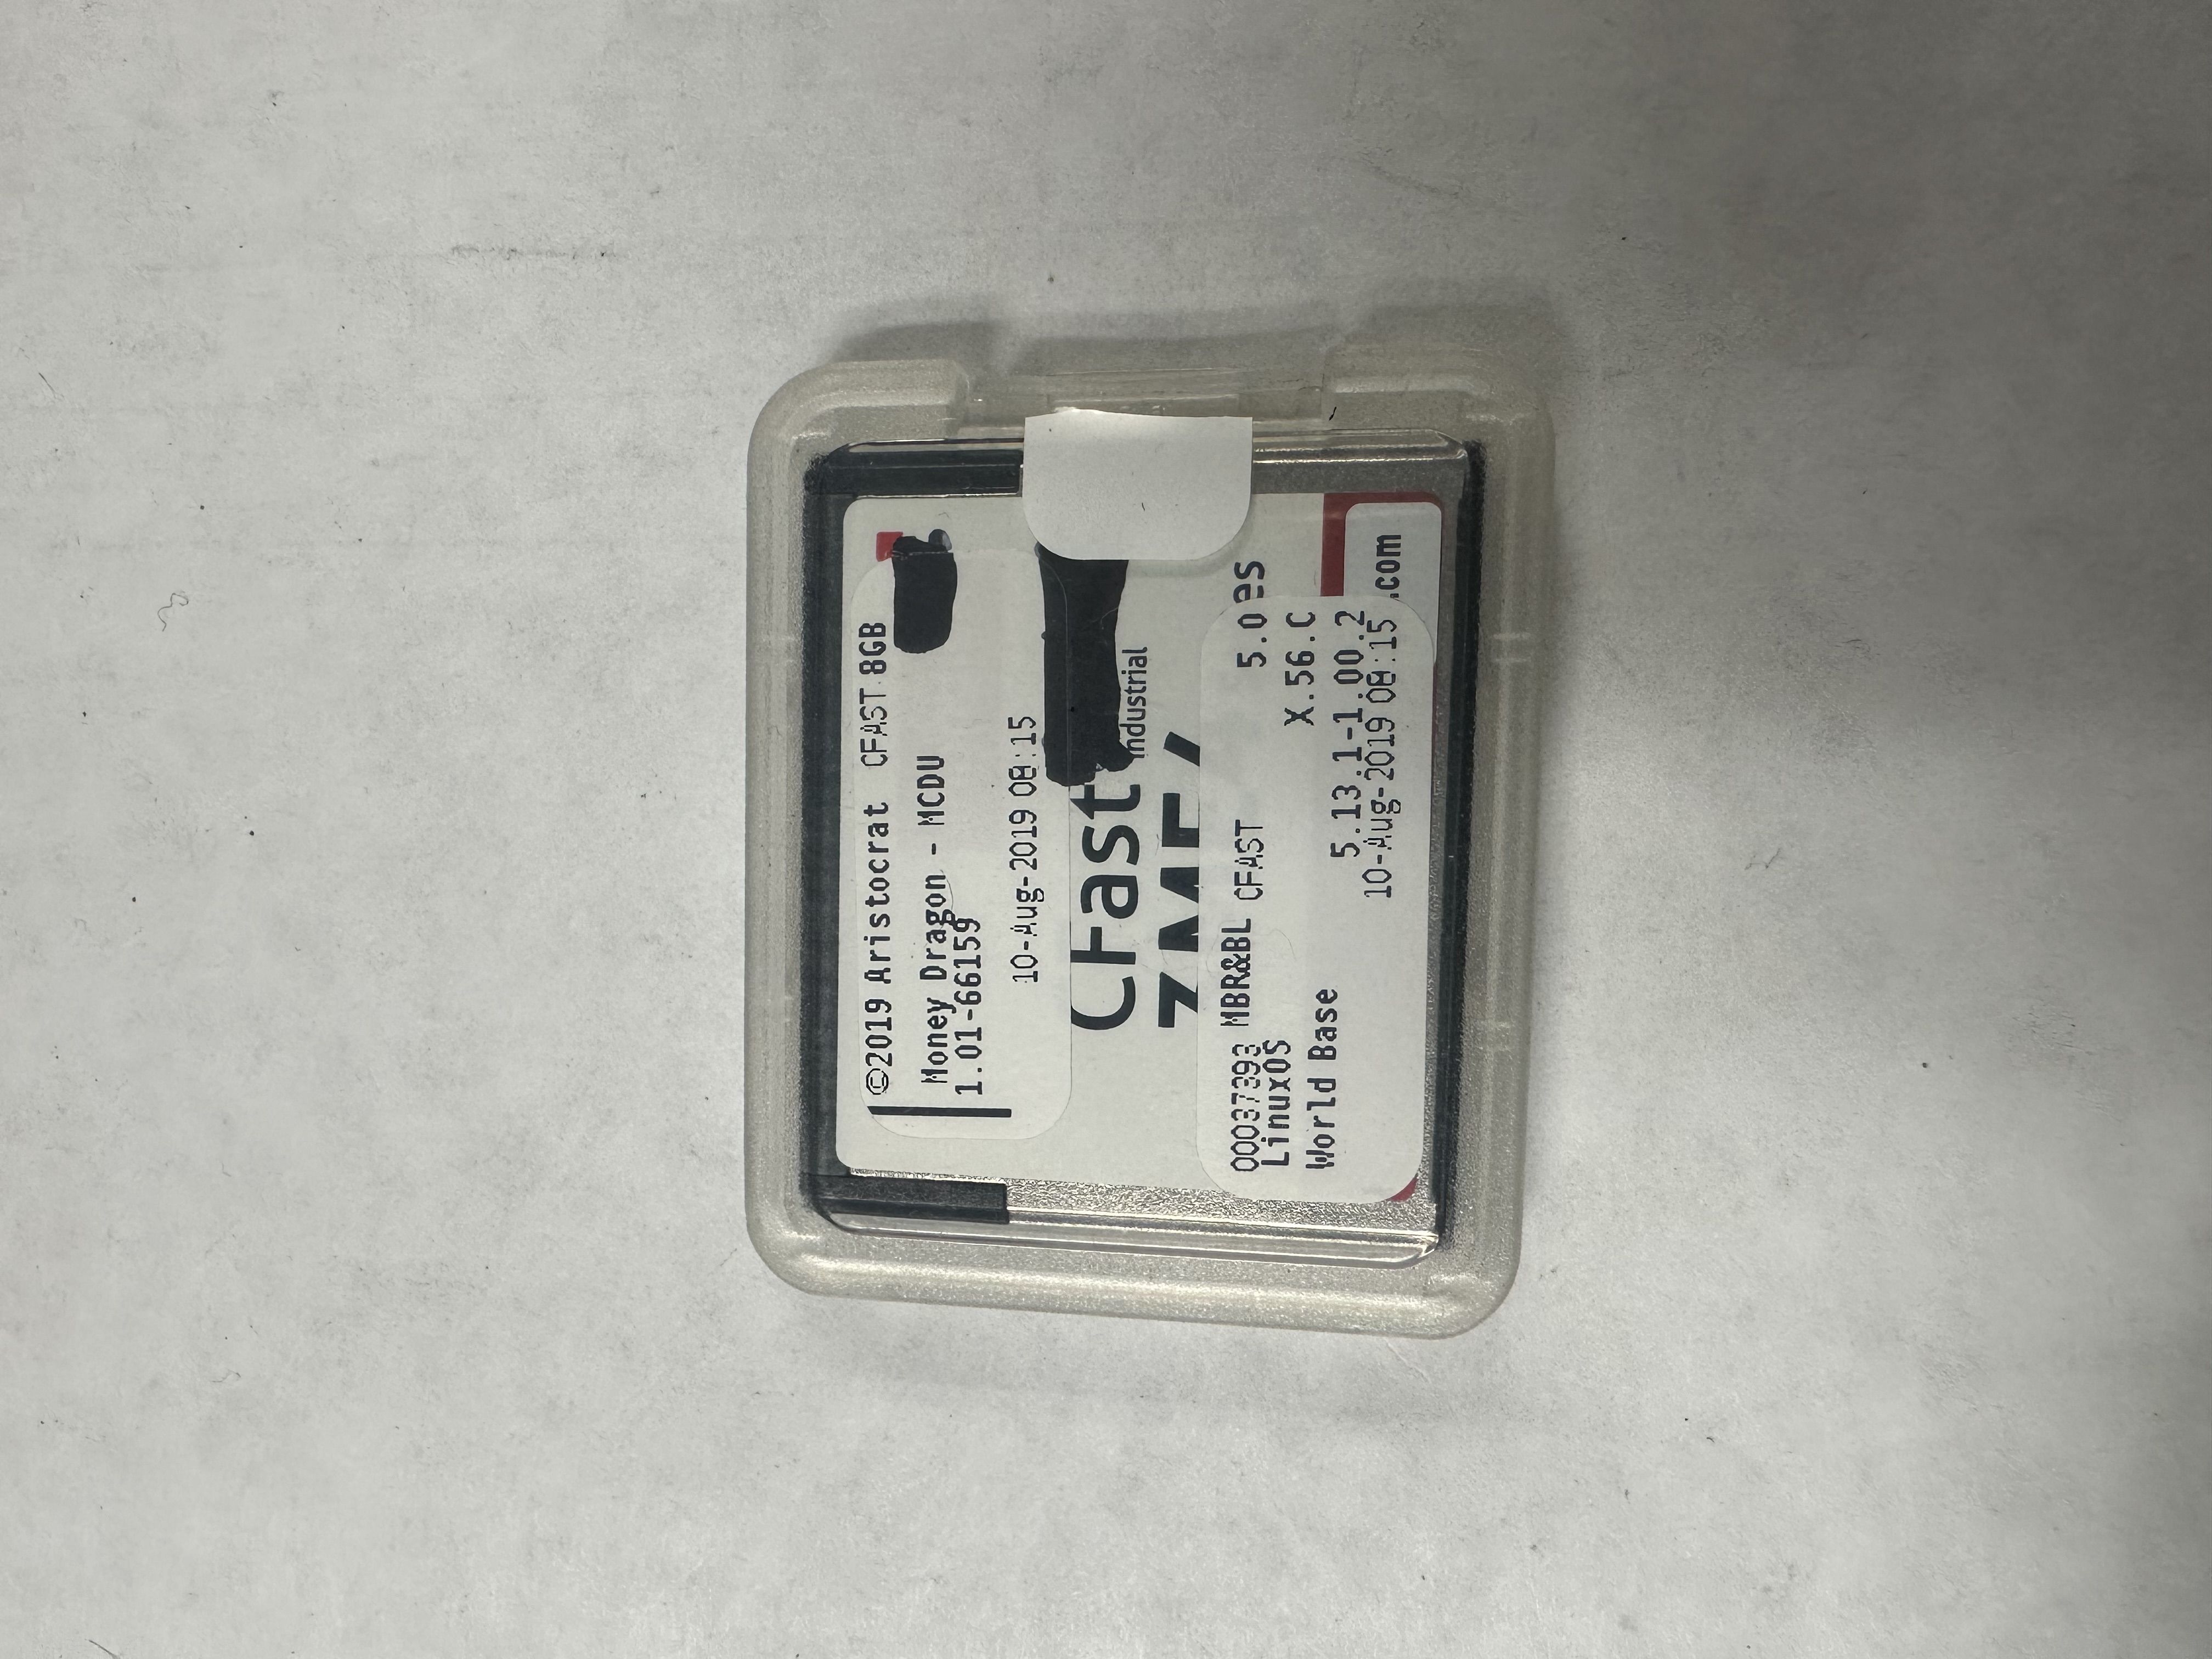 ©2019 Aristocrat CFAST 8GB
Money Dragon - MCDU
1.01-66159
10-Aug-2019 08:15
CFast
Industrial
es
00037393 MBR&BL CFAST 5.0
LinuxOS X.56.C
World Base 5.13.1-1.00.2
10-Aug-2019 08:15
.com